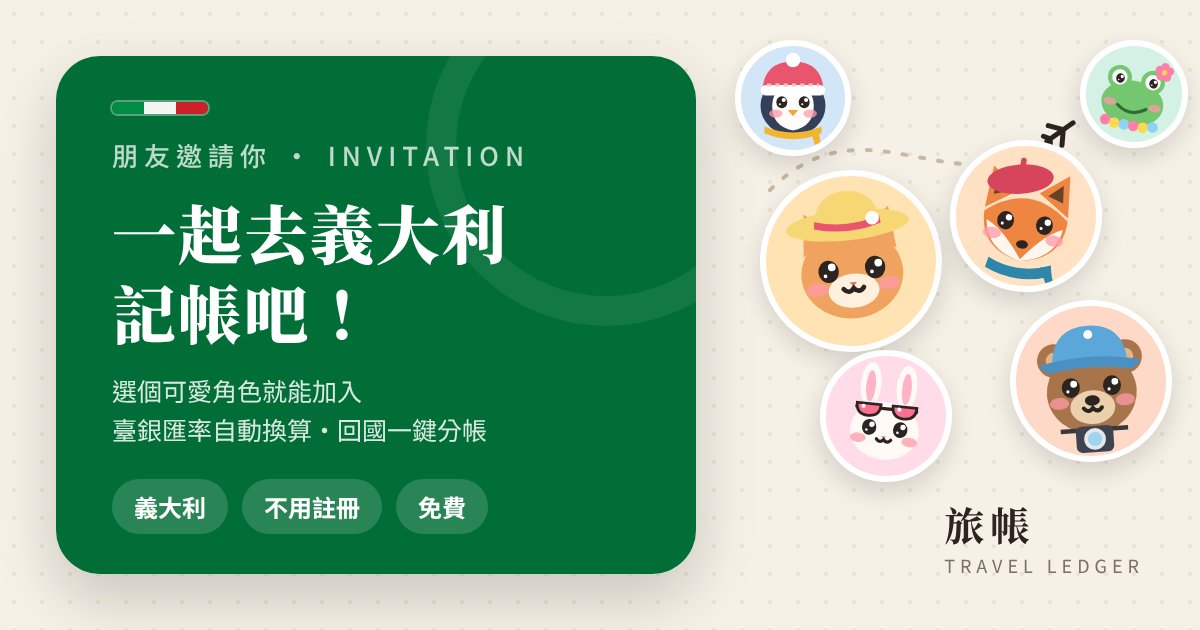 朋友邀請你 • INVITATION
一起去義大利
記帳吧！
選個可愛角色就能加入
臺銀匯率自動換算・回國一鍵分帳
義大利 不用註冊 免費
旅帳
TRAVEL LEDGER